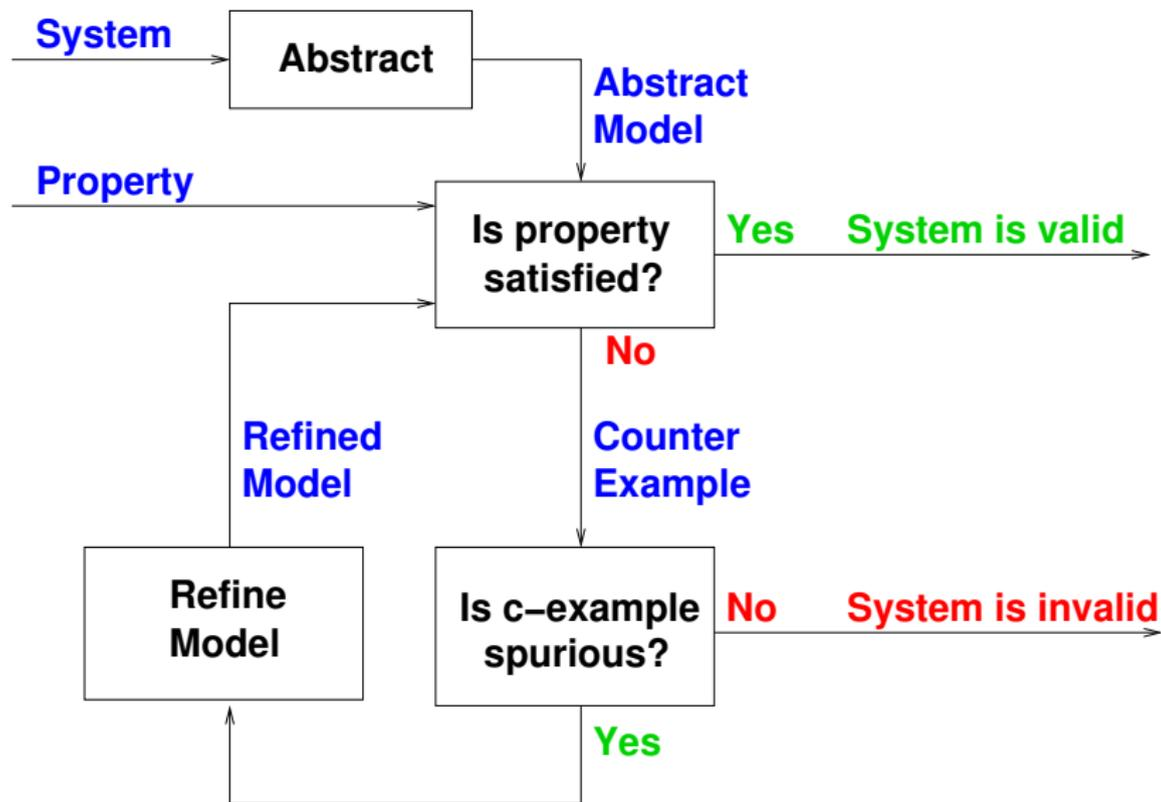 System
Abstract
Abstract
Model
Property
Is property
satisfied?
Yes
System is valid
No
Refined
Model
Counter
Example
Refine
Model
Is c−example
spurious?
No
System is invalid
Yes